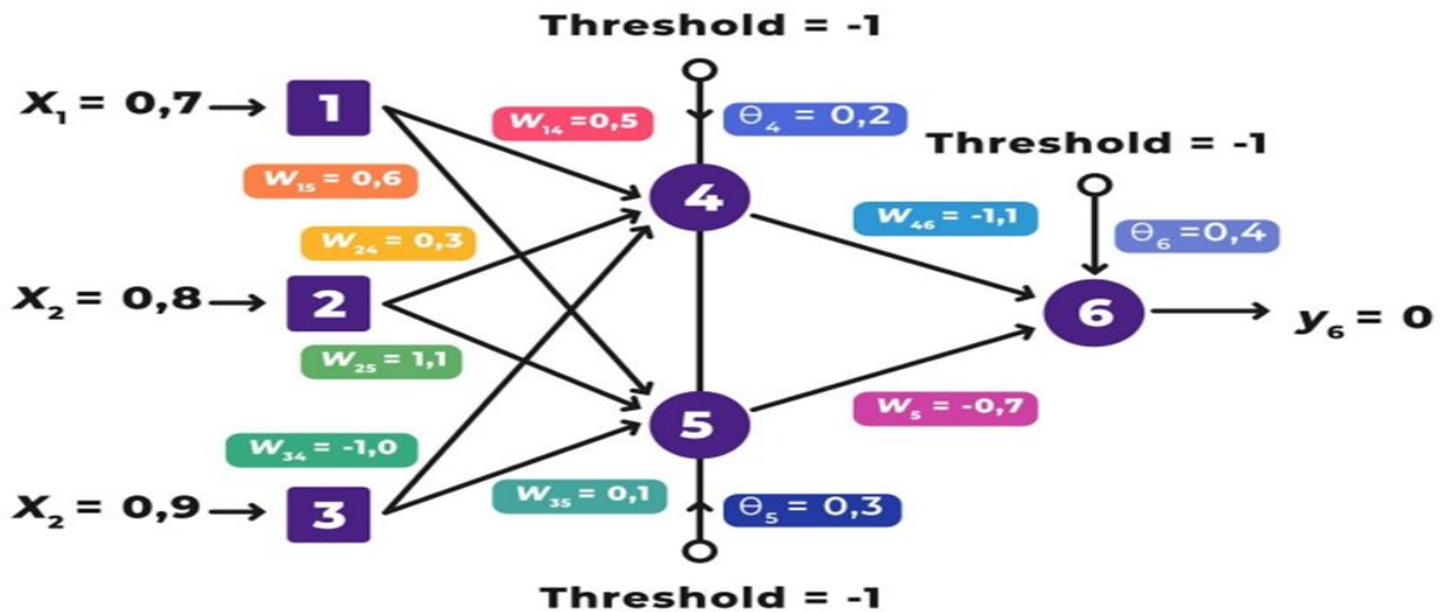 Threshold = -1
X₁ = 0,7
1
W₁₄ =0,5
θ₄ = 0,2
Threshold = -1
W₁₅ = 0,6
4
W₂₄ = 0,3
W₄₆ = -1,1
θ₆ =0,4
X₂ = 0,8
2
6
y₆ = 0
W₂₅ = 1,1
5
W₅ = -0,7
W₃₄ = -1,0
X₂ = 0,9
3
W₃₅ = 0,1
θ₅ = 0,3
Threshold = -1